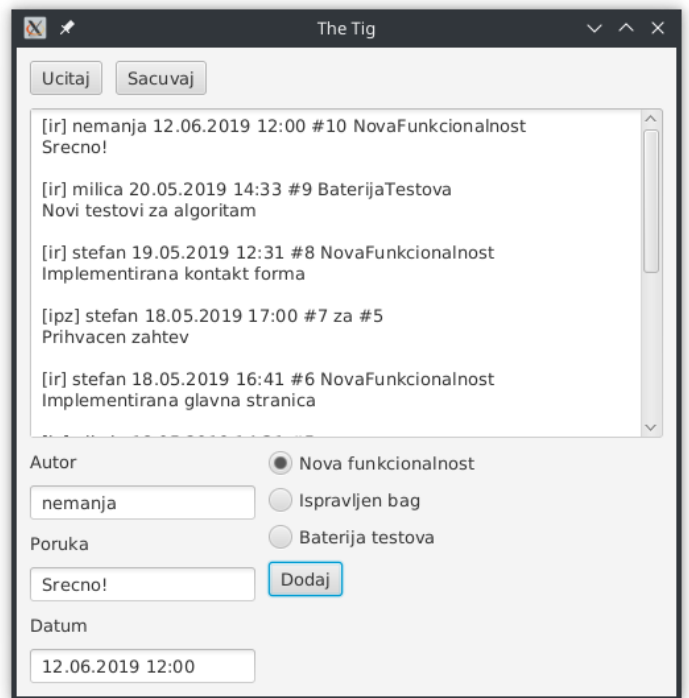 The Tig
Ucitaj Sacuvaj
[ir] nemanja 12.06.2019 12:00 #10 NovaFunkcionalnost
Srecno!
[ir] milica 20.05.2019 14:33 #9 BaterijaTestova
Novi testovi za algoritam
[ir] stefan 19.05.2019 12:31 #8 NovaFunkcionalnost
Implementirana kontakt forma
[ipz] stefan 18.05.2019 17:00 #7 za #5
Prihvacen zahtev
[ir] stefan 18.05.2019 16:41 #6 NovaFunkcionalnost
Implementirana glavna stranica
Autor
nemanja
Poruka
Srecno!
Datum
12.06.2019 12:00
Nova funkcionalnost
Ispravljen bag
Baterija testova
Dodaj